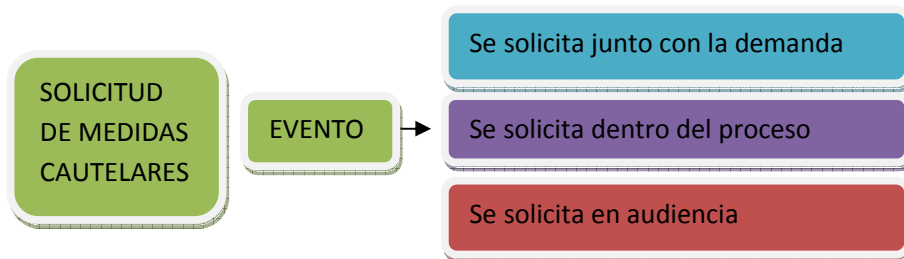 SOLICITUD
DE MEDIDAS
CAUTELARES
EVENTO
Se solicita junto con la demanda
Se solicita dentro del proceso
Se solicita en audiencia